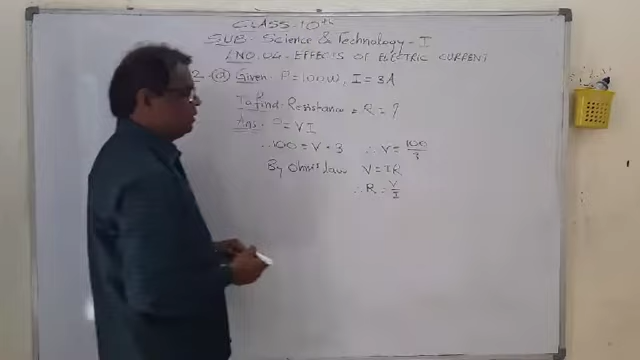 CLASS - 10th
SUB: Science & Technology - I
LNO. 04 - EFFECTS OF ELECTRIC CURRENT
2 - (a) Given - P = 100W, I = 3A
To find - Resistance = R = ?
Ans - P = VI
∴ 100 = V × 3 ∴ V = 100/3
By Ohm's law V = IR
∴ R = V/I